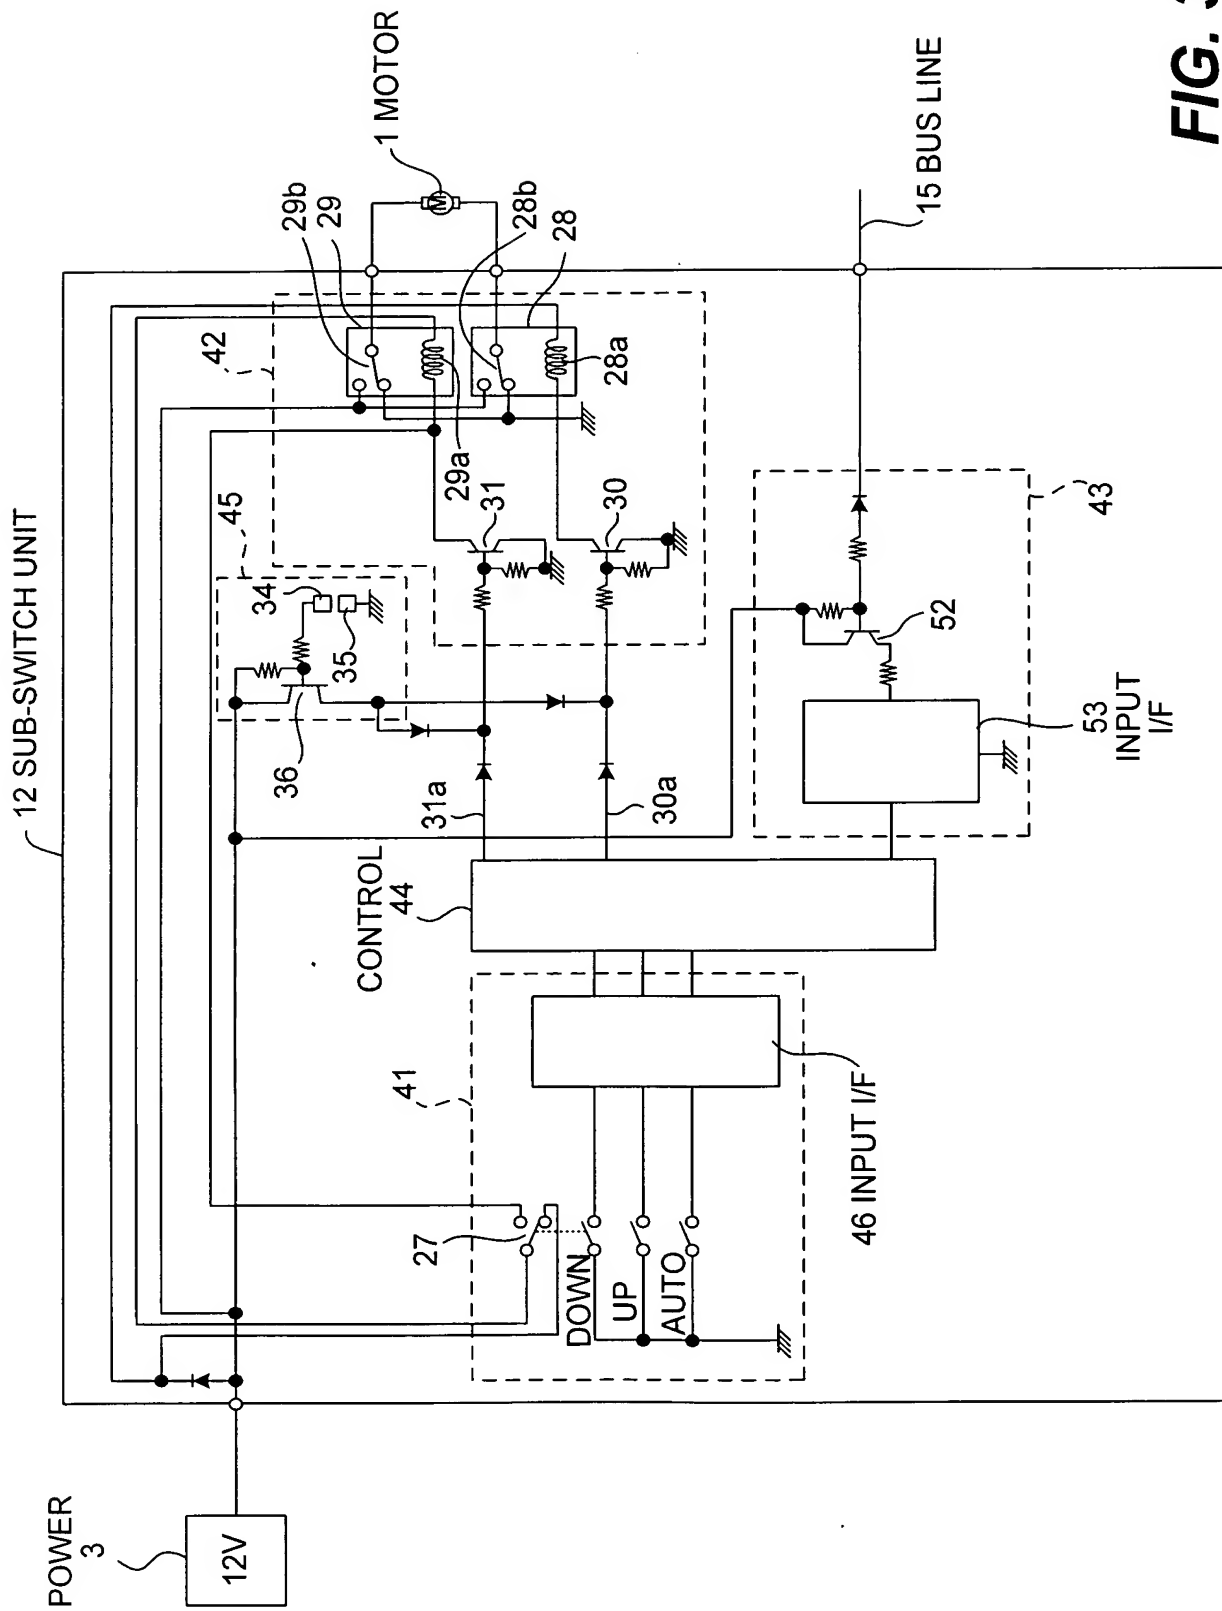 12 SUB-SWITCH UNIT
POWER
3
12V
1 MOTOR
29b
29
28b
28
28a
29a
42
45
34
35
36
31
30
31a
30a
CONTROL
44
41
27
DOWN
UP
AUTO
46 INPUT I/F
43
52
53
INPUT
I/F
15 BUS LINE
M
FIG.